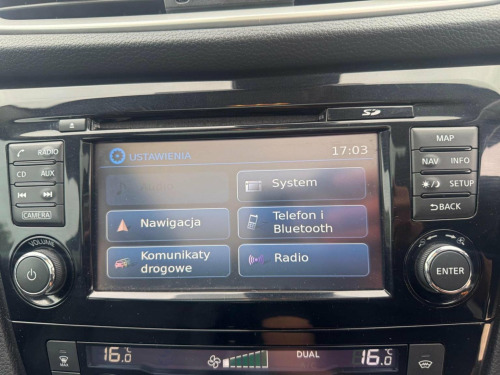 SD
USTAWIENIA 17:03
System
Nawigacja
Telefon i
Bluetooth
Komunikaty
drogowe
Radio
RADIO
CD AUX
CAMERA
VOLUME
MAP
NAV INFO
SETUP
BACK
ENTER
MAX
16.0 °C
DUAL
16.0 °C